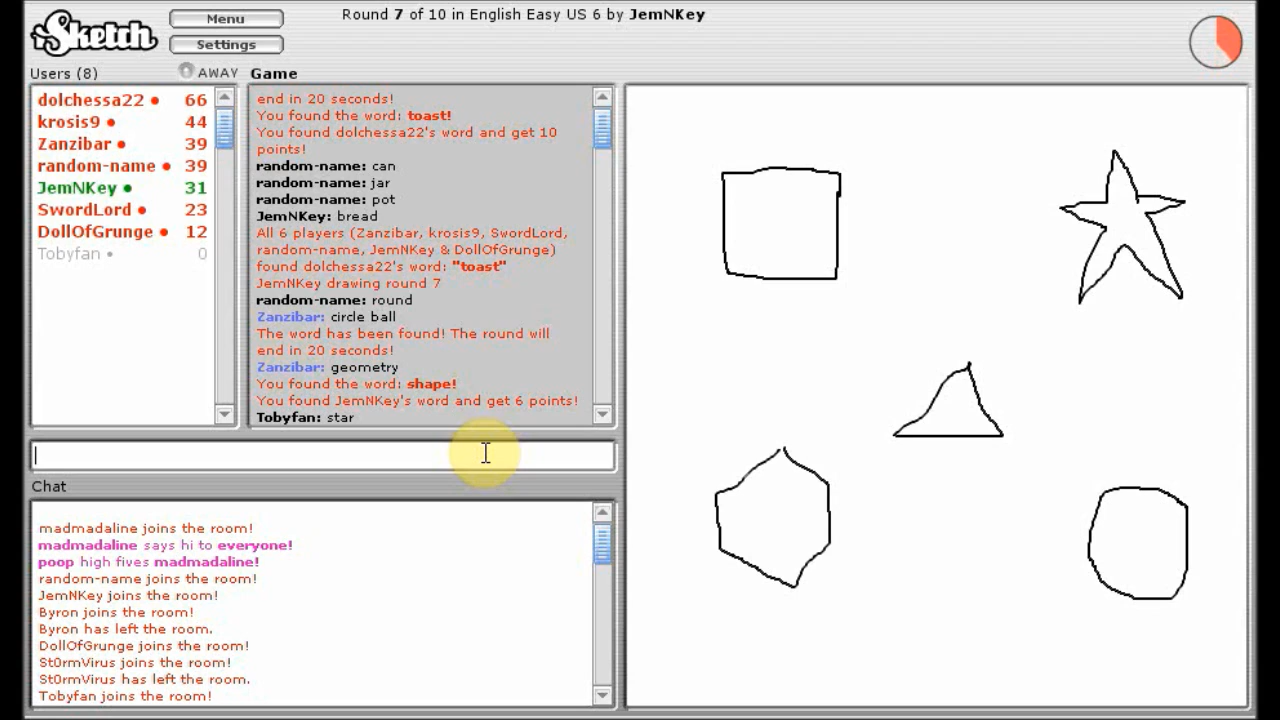 iSketch
Menu
Settings
Round 7 of 10 in English Easy US 6 by JemNKey
Users (8)
AWAY
Game
dolchessa22 • 66
krosis9 • 44
Zanzibar • 39
random-name • 39
JemNKey • 31
SwordLord • 23
DollOfGrunge • 12
Tobyfan • 0
end in 20 seconds!
You found the word: toast!
You found dolchessa22's word and get 10
points!
random-name: can
random-name: jar
random-name: pot
JemNKey: bread
All 6 players (Zanzibar, krosis9, SwordLord,
random-name, JemNKey & DollOfGrunge)
found dolchessa22's word: "toast"
JemNKey drawing round 7
random-name: round
Zanzibar: circle ball
The word has been found! The round will
end in 20 seconds!
Zanzibar: geometry
You found the word: shape!
You found JemNKey's word and get 6 points!
Tobyfan: star
Chat
madmadaline joins the room!
madmadaline says hi to everyone!
poop high fives madmadaline!
random-name joins the room!
JemNKey joins the room!
Byron joins the room!
Byron has left the room.
DollOfGrunge joins the room!
St0rmVirus joins the room!
St0rmVirus has left the room.
Tobyfan joins the room!